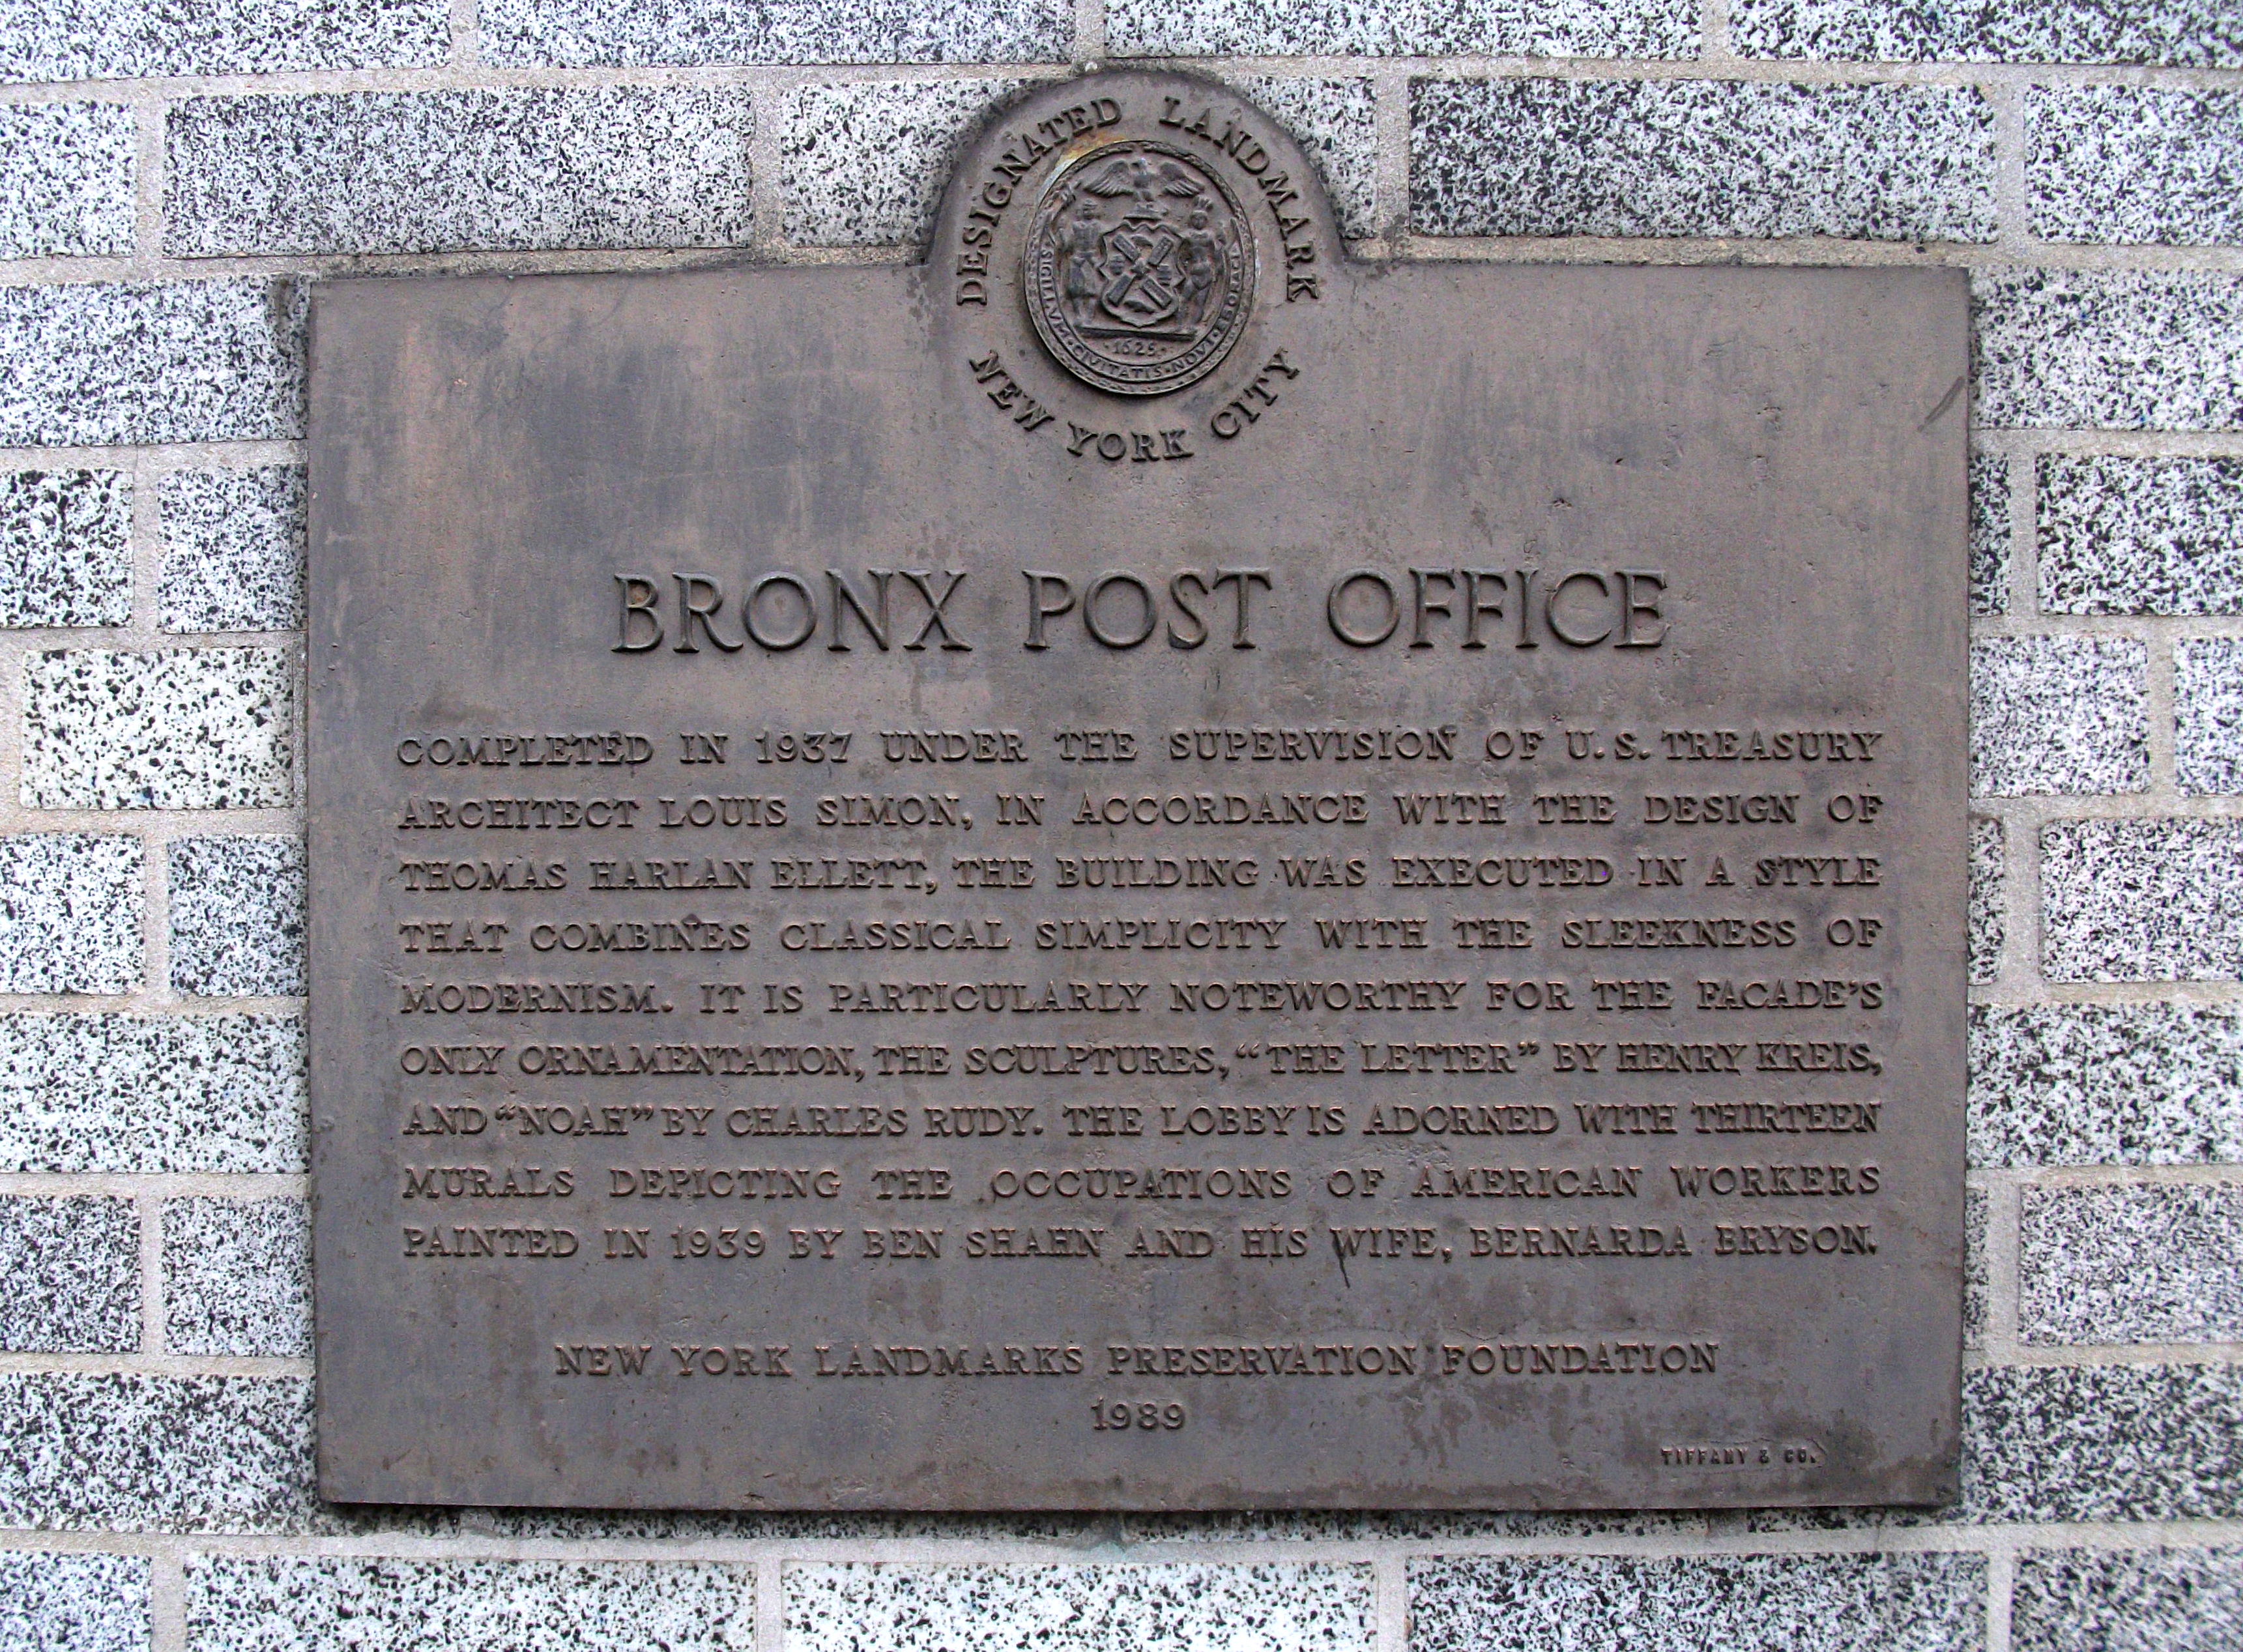 DESIGNATED LANDMARK
SIGILLVM · CIVITATIS · NOVI · EBORACI
1625
NEW YORK CITY
BRONX POST OFFICE
COMPLETED IN 1937 UNDER THE SUPERVISION OF U.S. TREASURY
ARCHITECT LOUIS SIMON, IN ACCORDANCE WITH THE DESIGN OF
THOMAS HARLAN ELLETT, THE BUILDING WAS EXECUTED IN A STYLE
THAT COMBINES CLASSICAL SIMPLICITY WITH THE SLEEKNESS OF
MODERNISM. IT IS PARTICULARLY NOTEWORTHY FOR THE FACADE'S
ONLY ORNAMENTATION, THE SCULPTURES, "THE LETTER" BY HENRY KREIS,
AND "NOAH" BY CHARLES RUDY. THE LOBBY IS ADORNED WITH THIRTEEN
MURALS DEPICTING THE OCCUPATIONS OF AMERICAN WORKERS
PAINTED IN 1939 BY BEN SHAHN AND HIS WIFE, BERNARDA BRYSON.
NEW YORK LANDMARKS PRESERVATION FOUNDATION
1989
TIFFANY & CO.